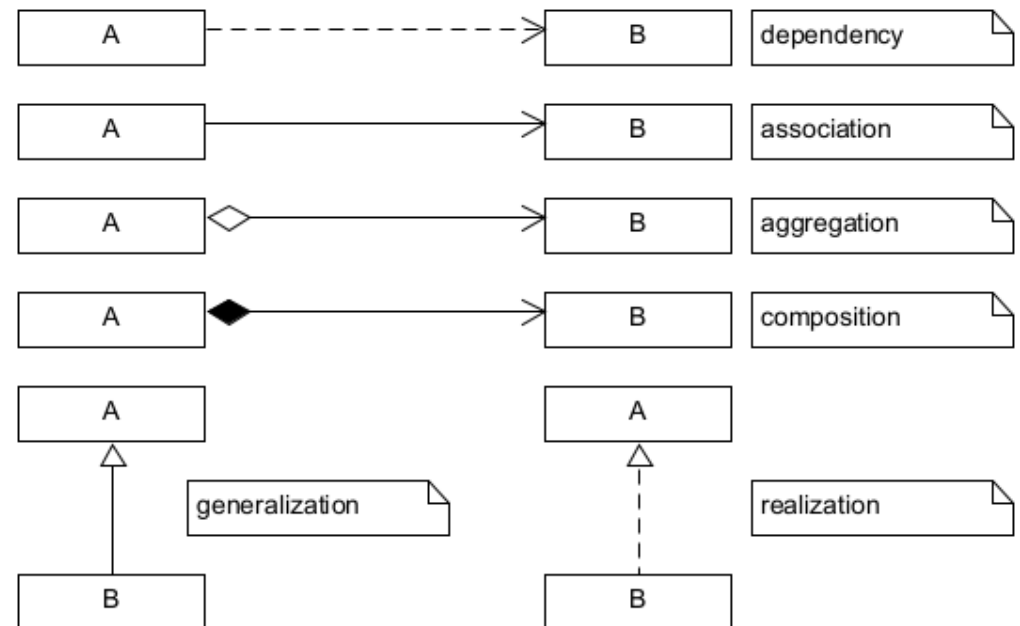 A B dependency
A B association
A B aggregation
A B composition
A A
generalization realization
B B